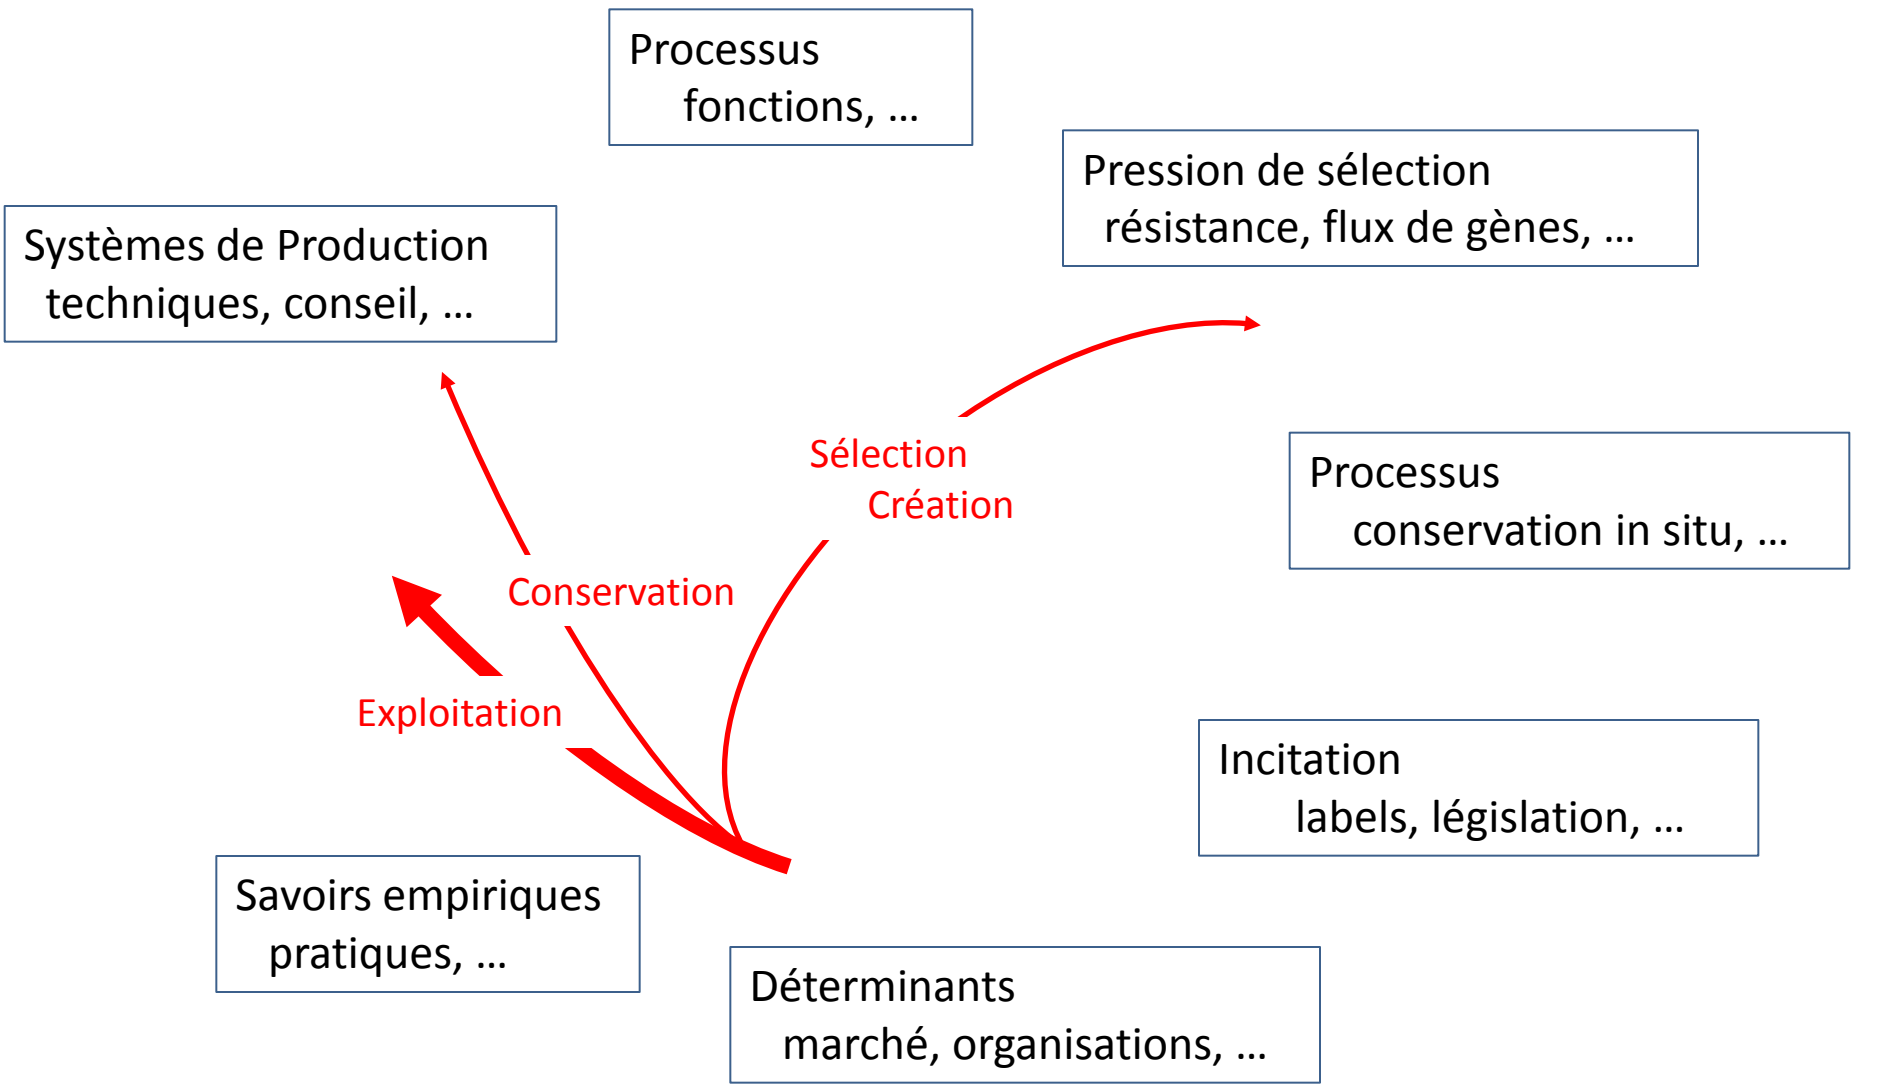 Processus
fonctions, ...
Pression de sélection
résistance, flux de gènes, ...
Systèmes de Production
techniques, conseil, ...
Sélection
Création
Processus
conservation in situ, ...
Conservation
Exploitation
Incitation
labels, législation, ...
Savoirs empiriques
pratiques, ...
Déterminants
marché, organisations, ...